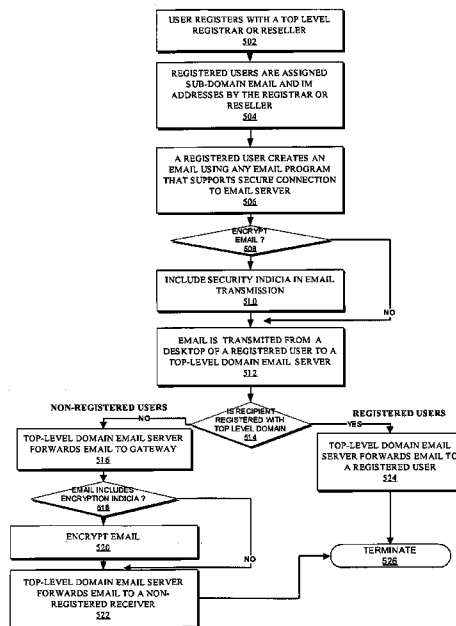 USER REGISTERS WITH A TOP LEVEL
REGISTRAR OR RESELLER
502
REGISTERED USERS ARE ASSIGNED
SUB-DOMAIN EMAIL AND IM
ADDRESSES BY THE REGISTRAR OR
RESELLER
504
A REGISTERED USER CREATES AN
EMAIL USING ANY EMAIL PROGRAM
THAT SUPPORTS SECURE CONNECTION
TO EMAIL SERVER
506
ENCRYPT
EMAIL ?
508
INCLUDE SECURITY INDICIA IN EMAIL
TRANSMISSION
510
NO
EMAIL IS TRANSMITED FROM A
DESKTOP OF A REGISTERED USER TO A
TOP-LEVEL DOMAIN EMAIL SERVER
512
NON-REGISTERED USERS
NO
IS RECIPIENT
REGISTERED WITH
TOP LEVEL DOMAIN
514
YES
REGISTERED USERS
TOP-LEVEL DOMAIN EMAIL SERVER
FORWARDS EMAIL TO GATEWAY
516
TOP-LEVEL DOMAIN EMAIL
SERVER FORWARDS EMAIL TO
A REGISTERED USER
524
EMAIL INCLUDES
ENCRYPTION INDICIA ?
518
ENCRYPT EMAIL
520
NO
TERMINATE
526
TOP-LEVEL DOMAIN EMAIL SERVER
FORWARDS EMAIL TO A NON-
REGISTERED RECEIVER
522